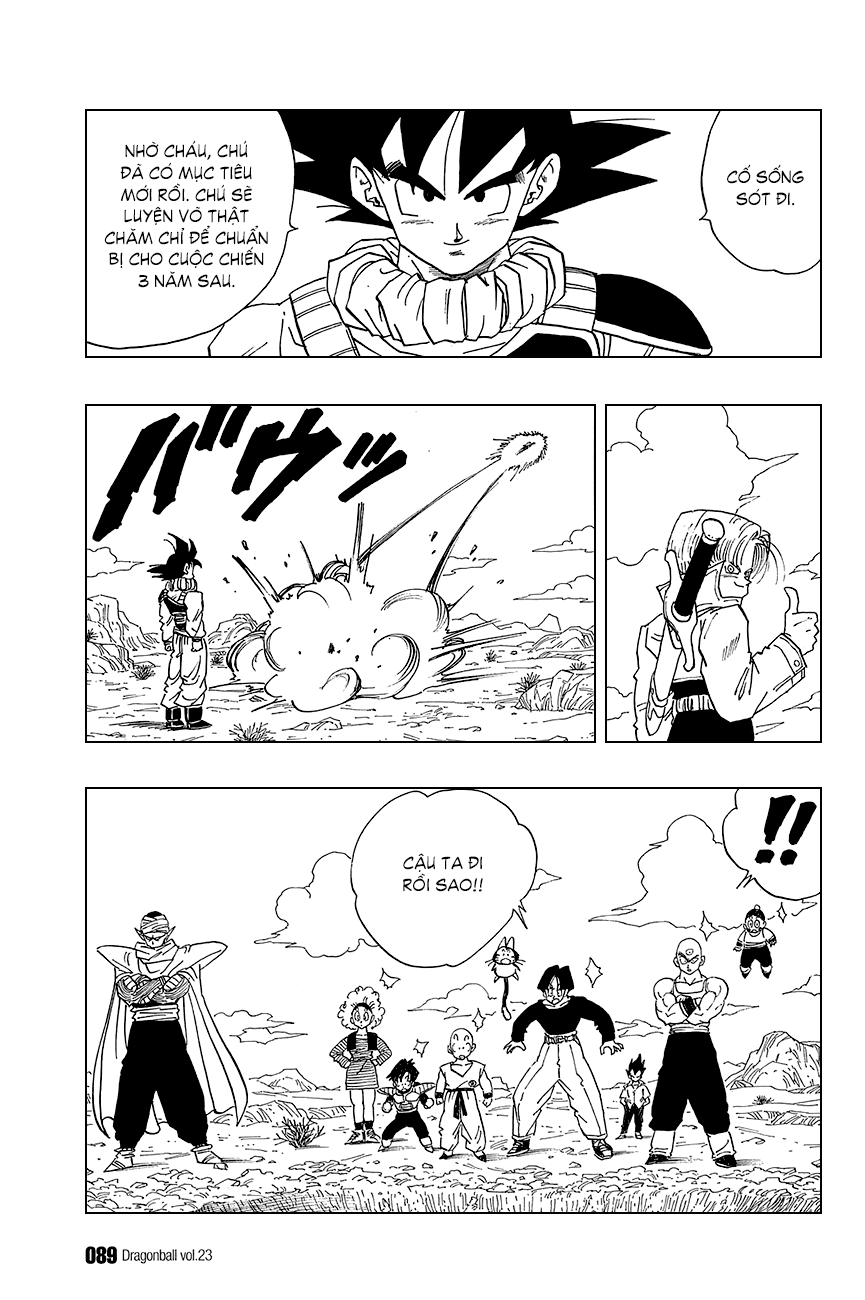 CỐ SỐNG
SÓT ĐI.
NHỜ CHÁU, CHÚ
ĐÃ CÓ MỤC TIÊU
MỚI RỒI. CHÚ SẼ
LUYỆN VÕ THẬT
CHĂM CHỈ ĐỂ CHUẨN
BỊ CHO CUỘC CHIẾN
3 NĂM SAU.
バウッ
!!
CẬU TA ĐI
RỒI SAO!!
089 Dragonball vol.23